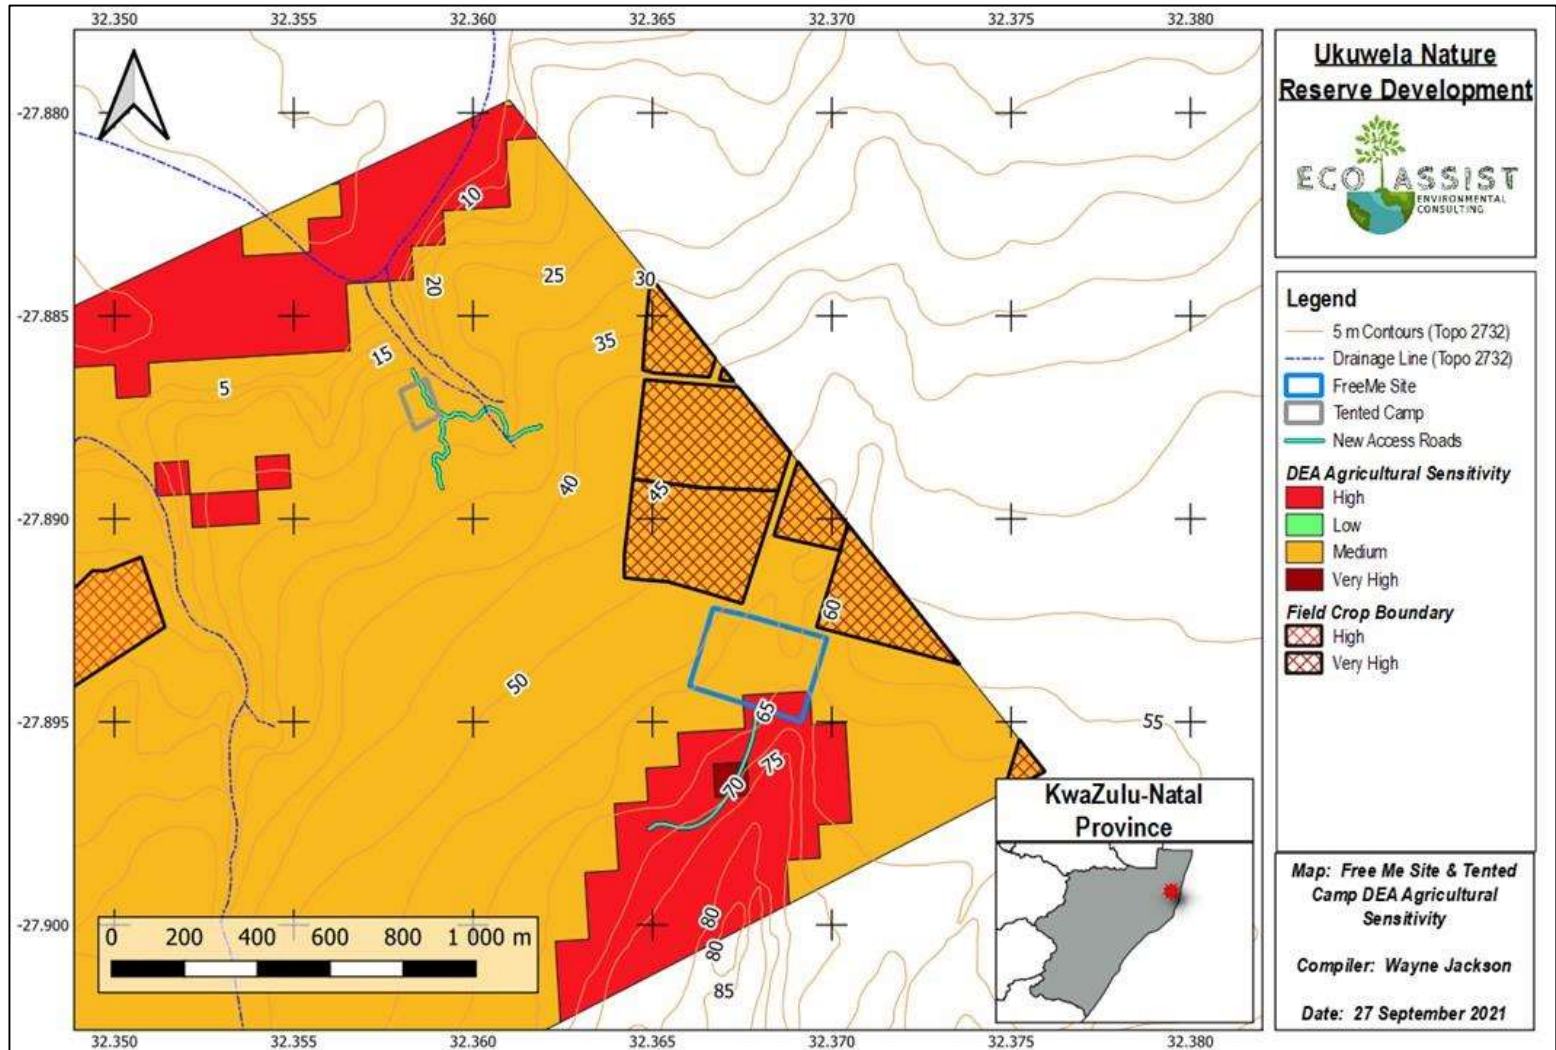 32.350 32.355 32.360 32.365 32.370 32.375 32.380
-27.880
-27.885
-27.890
-27.895
-27.900
10
20
25
30
15
35
5
40
45
60
50
65
55
75
70
80
80
85
0 200 400 600 800 1 000 m
32.350 32.355 32.360 32.365 32.370 32.375 32.380
KwaZulu-Natal
Province
Ukuwela Nature
Reserve Development
ECO ASSIST
ENVIRONMENTAL
CONSULTING
Legend
5 m Contours (Topo 2732)
Drainage Line (Topo 2732)
FreeMe Site
Tented Camp
New Access Roads
DEA Agricultural Sensitivity
High
Low
Medium
Very High
Field Crop Boundary
High
Very High
Map: Free Me Site & Tented
Camp DEA Agricultural
Sensitivity
Compiler: Wayne Jackson
Date: 27 September 2021